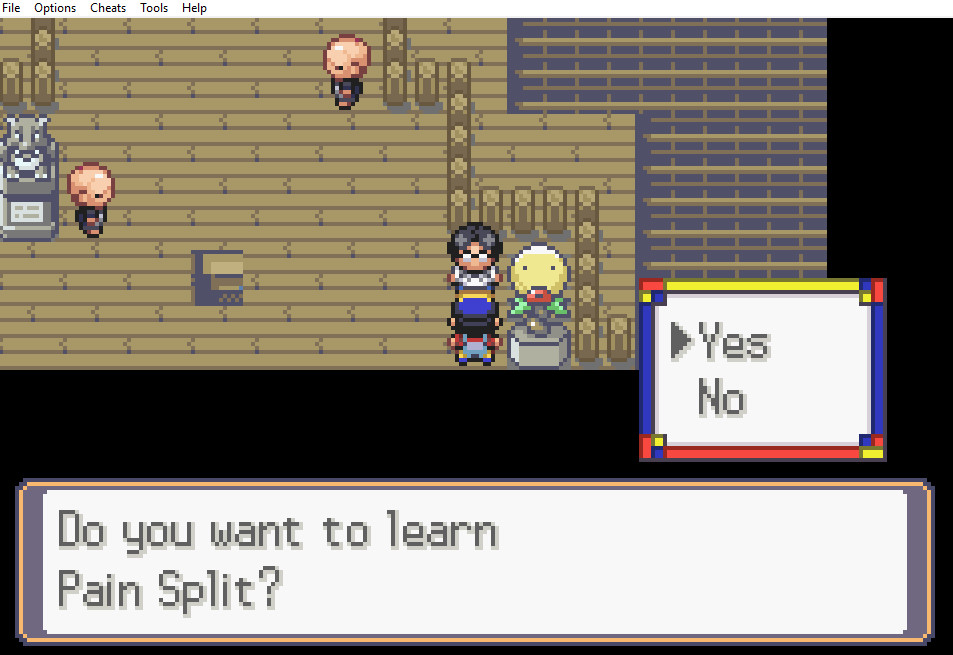 File Options Cheats Tools Help
Yes
No
Do you want to learn
Pain Split?